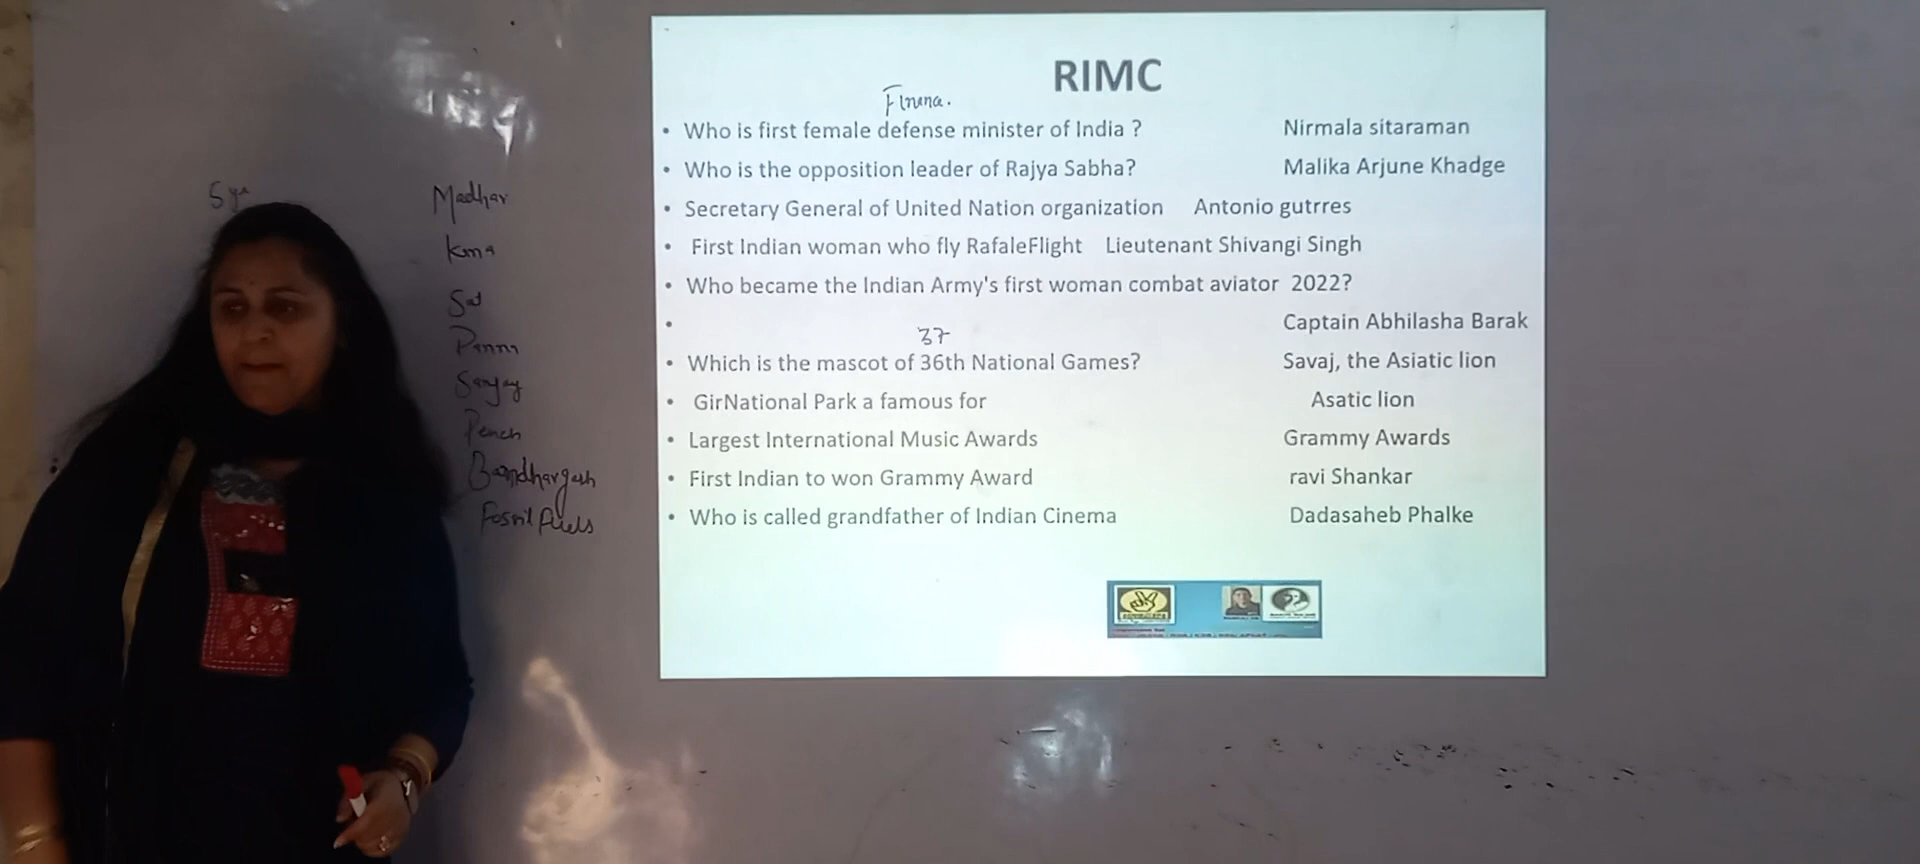 Madhav
Kana
Sat
Panna
Sanjay
Pench
Bandhavgarh
Fossil fuels
RIMC
Finana.
• Who is first female defense minister of India ? Nirmala sitaraman
• Who is the opposition leader of Rajya Sabha? Malika Arjune Khadge
• Secretary General of United Nation organization Antonio gutrres
• First Indian woman who fly RafaleFlight Lieutenant Shivangi Singh
• Who became the Indian Army's first woman combat aviator 2022?
• Captain Abhilasha Barak
37
• Which is the mascot of 36th National Games? Savaj, the Asiatic lion
• GirNational Park a famous for Asatic lion
• Largest International Music Awards Grammy Awards
• First Indian to won Grammy Award ravi Shankar
• Who is called grandfather of Indian Cinema Dadasaheb Phalke